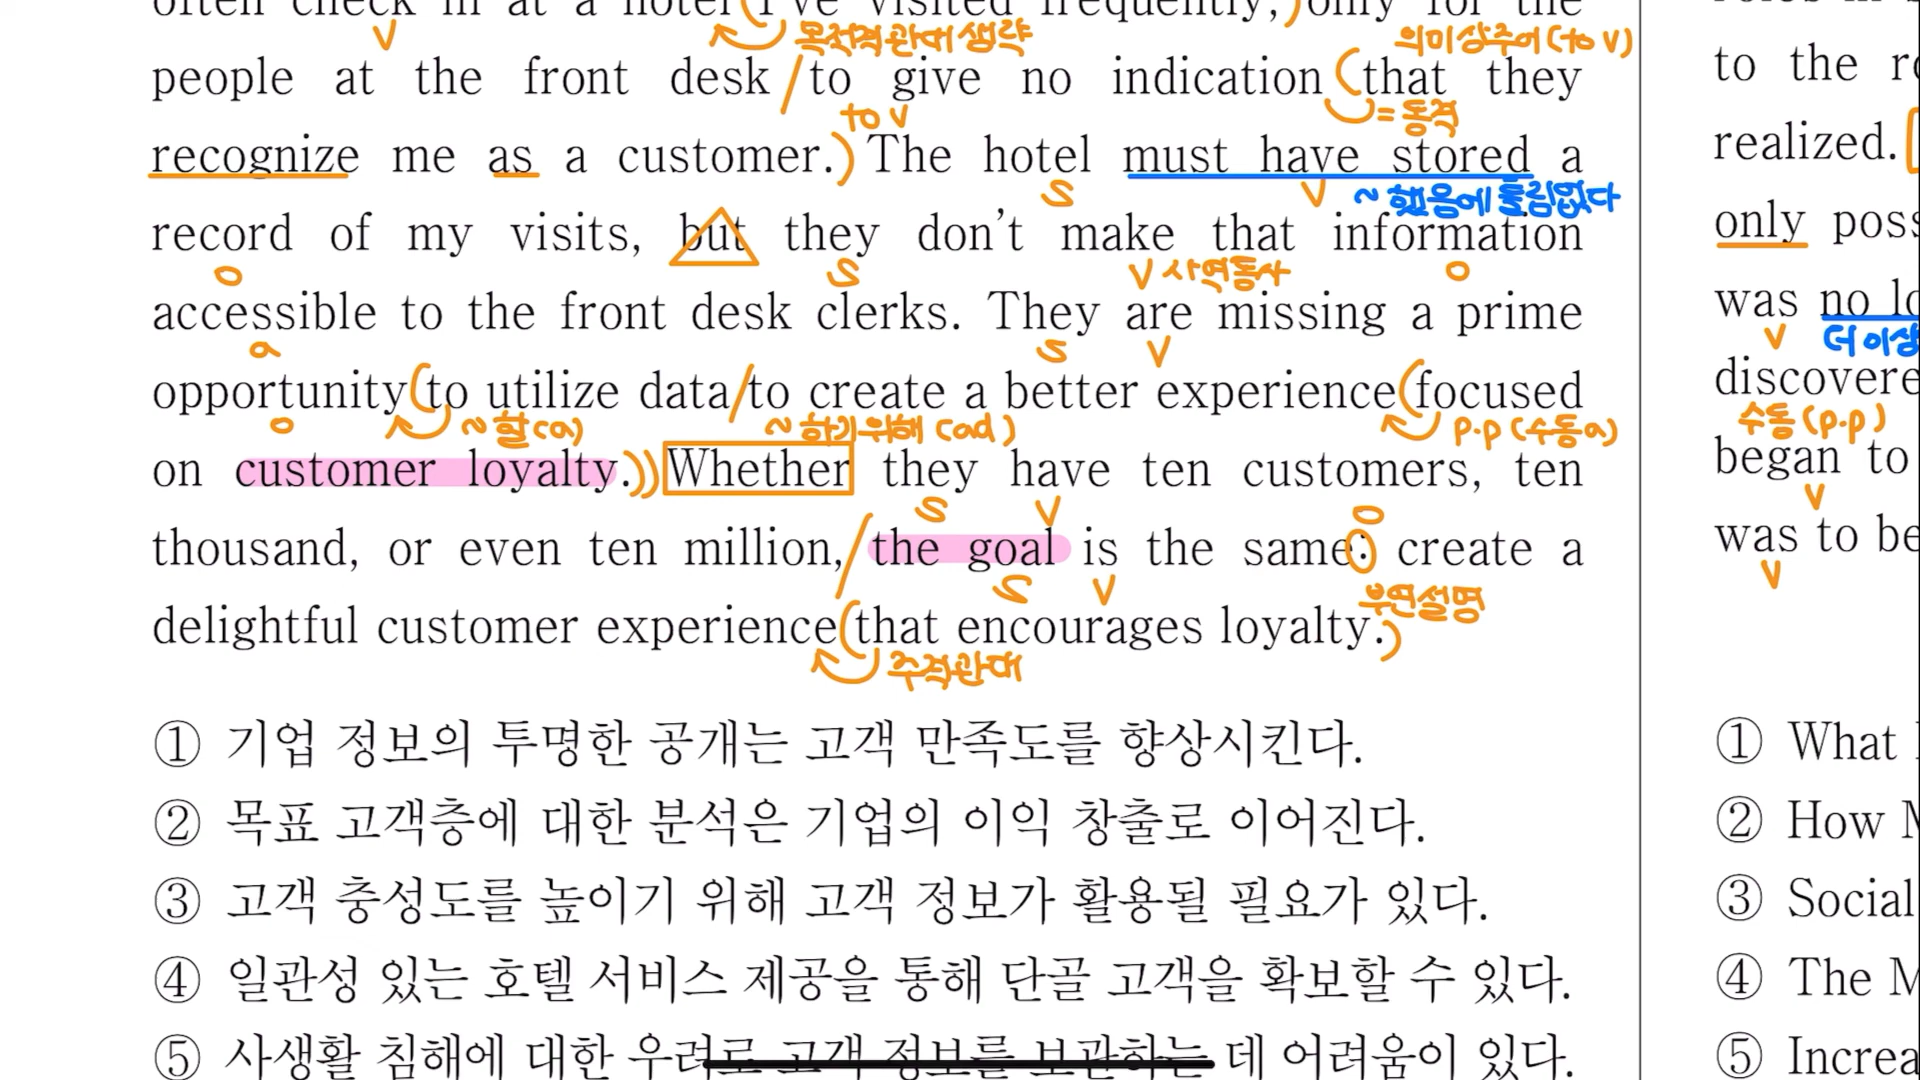 often check in at a hotel (I've visited frequently,) only for the
V 목적격관대생략 의미상주어(to V)
people at the front desk / to give no indication (that they
to V = 동격
recognize me as a customer.) The hotel must have stored a
S V ~했음에 틀림없다
record of my visits, but they don't make that information
O S V 사역동사 O
accessible to the front desk clerks. They are missing a prime
a S V
opportunity (to utilize data / to create a better experience (focused
O ~할(a) ~하기위해(ad) p.p(수동a)
on customer loyalty.)) Whether they have ten customers, ten
S V O
thousand, or even ten million, / the goal is the same: create a
S V 부연설명
delightful customer experience (that encourages loyalty.)
주격관대
① 기업 정보의 투명한 공개는 고객 만족도를 향상시킨다.
② 목표 고객층에 대한 분석은 기업의 이익 창출로 이어진다.
③ 고객 충성도를 높이기 위해 고객 정보가 활용될 필요가 있다.
④ 일관성 있는 호텔 서비스 제공을 통해 단골 고객을 확보할 수 있다.
⑤ 사생활 침해에 대한 우려로 고객 정보를 보관하는 데 어려움이 있다.
to the
realized.
only
was no
V 더 이상
discovere
수동(p.p)
began to
V
was to be
V
① What
② How
③ Social
④ The
⑤ Increa